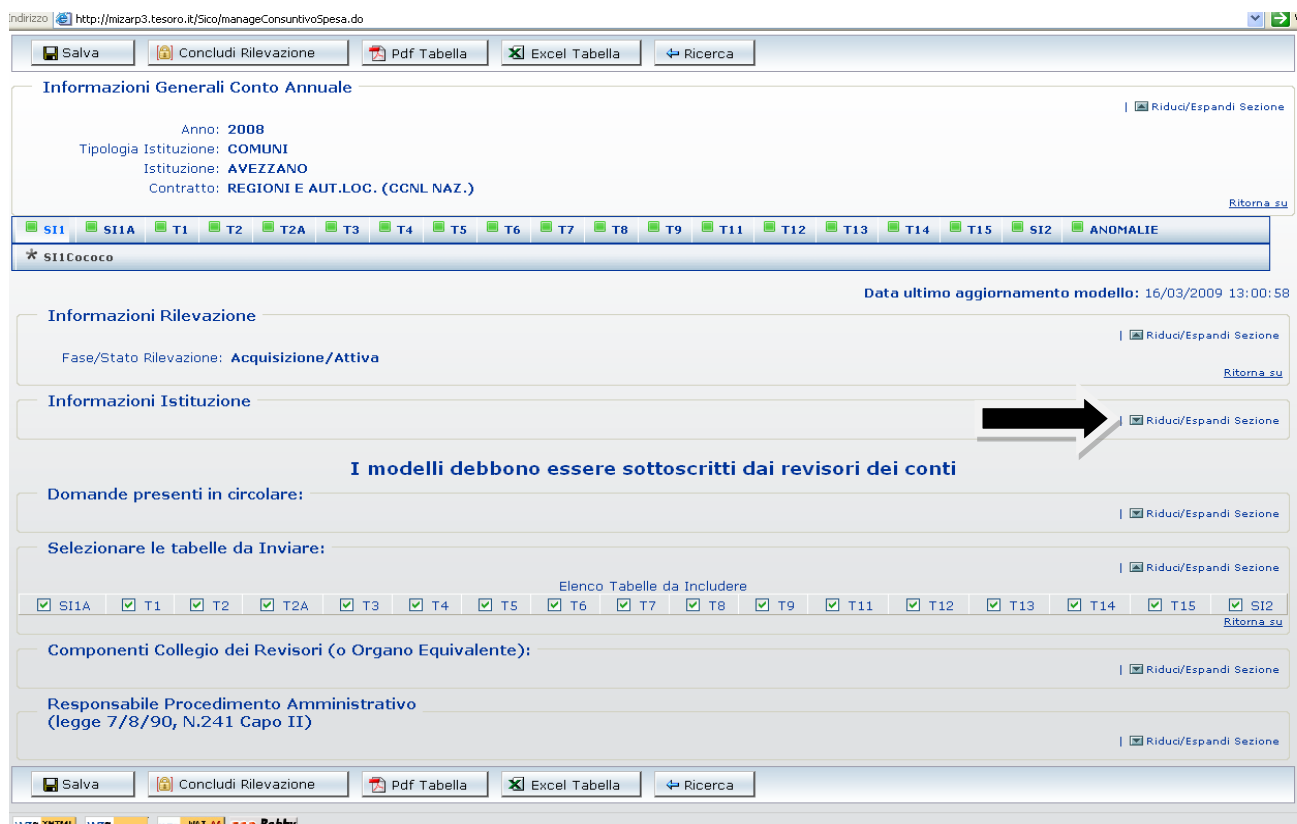 Indirizzo http://mizarp3.tesoro.it/Sico/manageConsuntivoSpesa.do
Salva Concludi Rilevazione Pdf Tabella Excel Tabella Ricerca
Informazioni Generali Conto Annuale
| Riduci/Espandi Sezione
Anno: 2008
Tipologia Istituzione: COMUNI
Istituzione: AVEZZANO
Contratto: REGIONI E AUT.LOC. (CCNL NAZ.)
Ritorna su
SI1 SI1A T1 T2 T2A T3 T4 T5 T6 T7 T8 T9 T11 T12 T13 T14 T15 SI2 ANOMALIE
* SI1Cococo
Data ultimo aggiornamento modello: 16/03/2009 13:00:58
Informazioni Rilevazione
| Riduci/Espandi Sezione
Fase/Stato Rilevazione: Acquisizione/Attiva
Ritorna su
Informazioni Istituzione
| Riduci/Espandi Sezione
I modelli debbono essere sottoscritti dai revisori dei conti
Domande presenti in circolare:
| Riduci/Espandi Sezione
Selezionare le tabelle da Inviare:
| Riduci/Espandi Sezione
Elenco Tabelle da Includere
SI1A T1 T2 T2A T3 T4 T5 T6 T7 T8 T9 T11 T12 T13 T14 T15 SI2
Ritorna su
Componenti Collegio dei Revisori (o Organo Equivalente):
| Riduci/Espandi Sezione
Responsabile Procedimento Amministrativo
(legge 7/8/90, N.241 Capo II)
| Riduci/Espandi Sezione
Salva Concludi Rilevazione Pdf Tabella Excel Tabella Ricerca